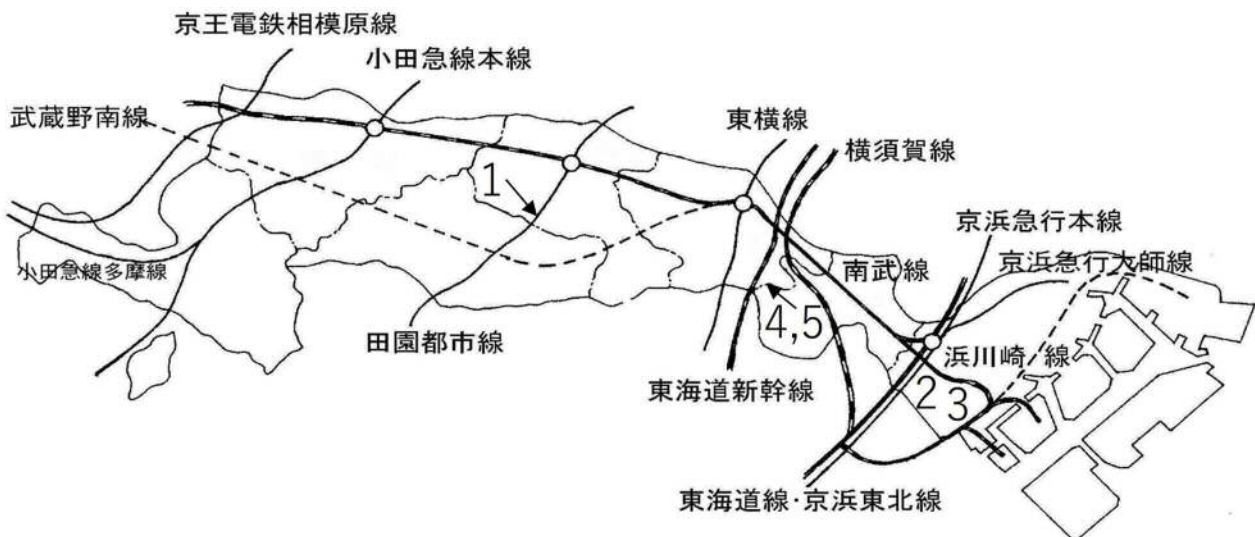 京王電鉄相模原線
小田急線本線
武蔵野南線
東横線
横須賀線
1
京浜急行本線
南武線
京浜急行大師線
小田急線多摩線
4,5
田園都市線
浜川崎 線
東海道新幹線
2
3
東海道線・京浜東北線